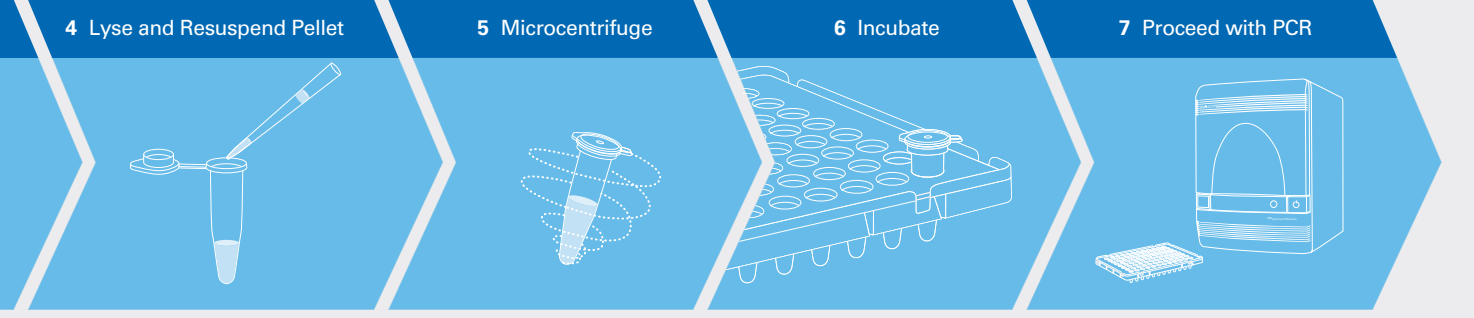 4 Lyse and Resuspend Pellet
5 Microcentrifuge
6 Incubate
7 Proceed with PCR